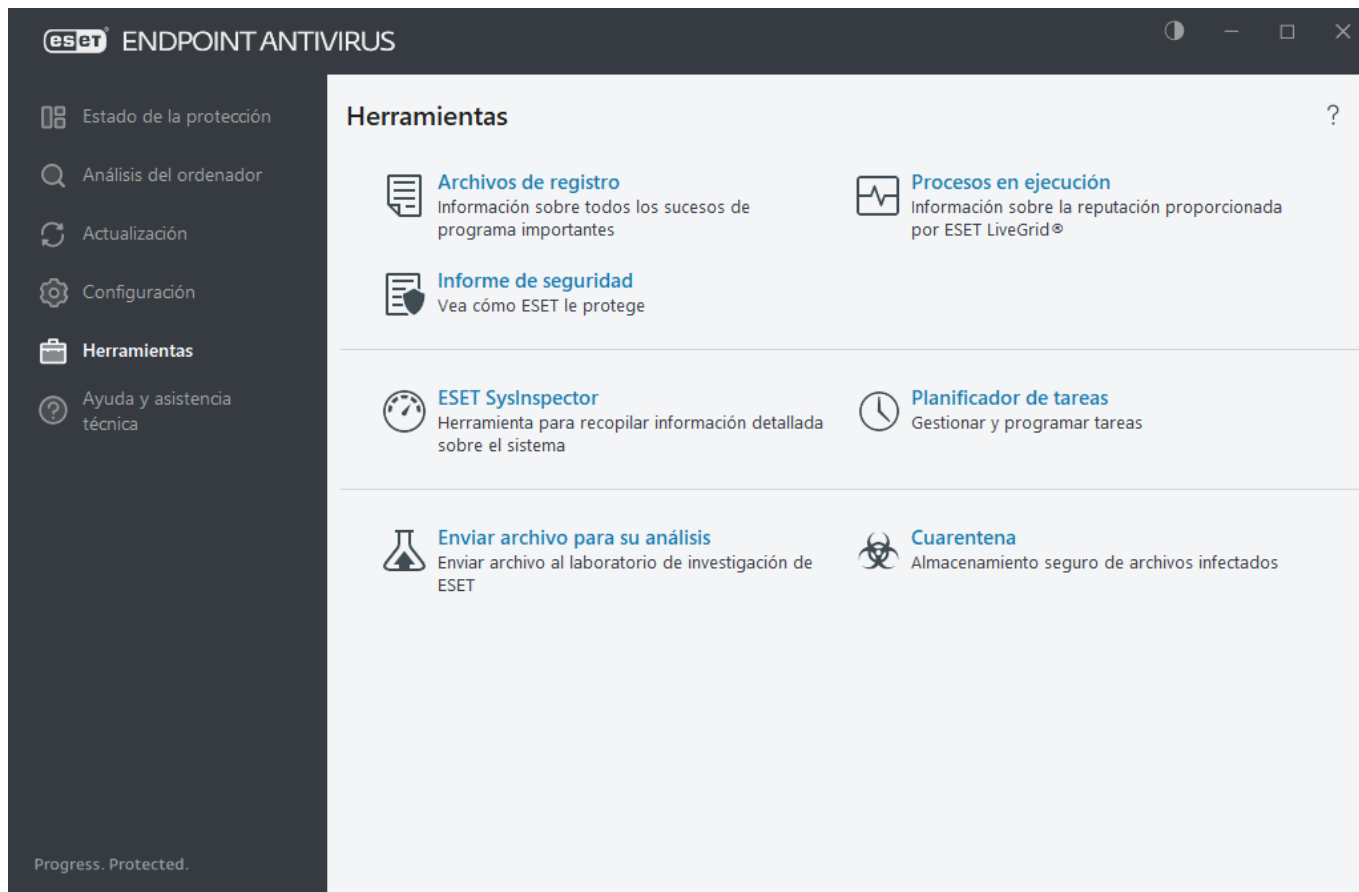 eset ENDPOINT ANTIVIRUS
Estado de la protección
Análisis del ordenador
Actualización
Configuración
Herramientas
Ayuda y asistencia
técnica
Progress. Protected.
Herramientas
?
Archivos de registro
Información sobre todos los sucesos de
programa importantes
Procesos en ejecución
Información sobre la reputación proporcionada
por ESET LiveGrid®
Informe de seguridad
Vea cómo ESET le protege
ESET SysInspector
Herramienta para recopilar información detallada
sobre el sistema
Planificador de tareas
Gestionar y programar tareas
Enviar archivo para su análisis
Enviar archivo al laboratorio de investigación de
ESET
Cuarentena
Almacenamiento seguro de archivos infectados